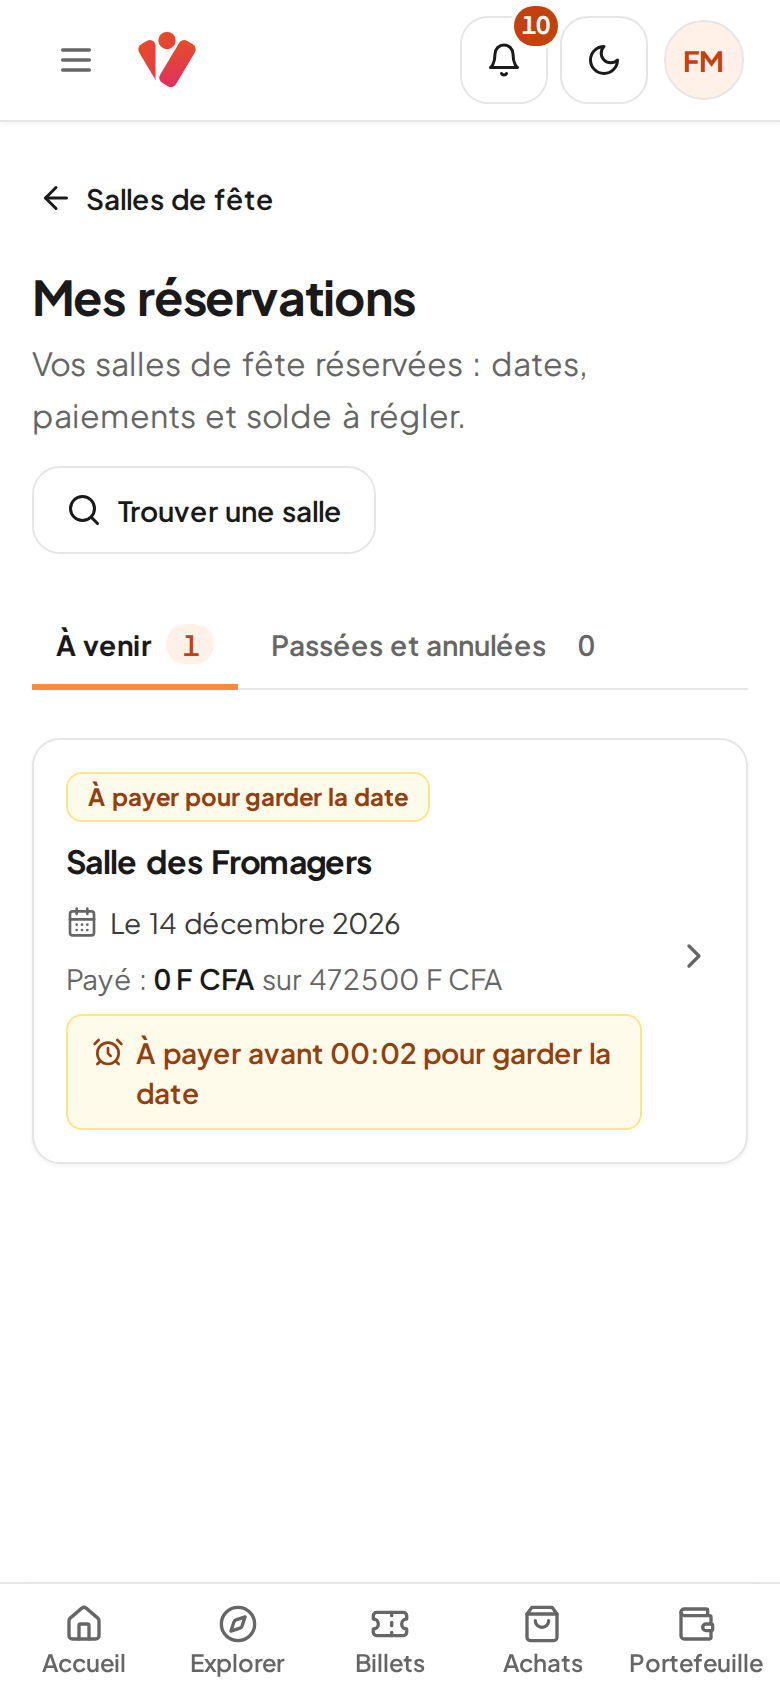 10
FM
Salles de fête
Mes réservations
Vos salles de fête réservées : dates,
paiements et solde à régler.
Trouver une salle
À venir 1 Passées et annulées 0
À payer pour garder la date
Salle des Fromagers
Le 14 décembre 2026
Payé : 0 F CFA sur 472500 F CFA
À payer avant 00:02 pour garder la
date
Accueil Explorer Billets Achats Portefeuille